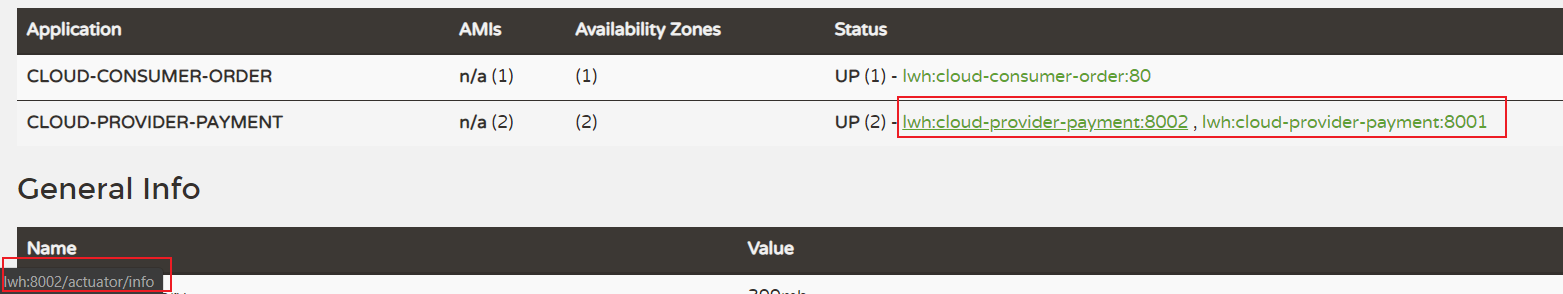 Application AMIs Availability Zones Status
CLOUD-CONSUMER-ORDER n/a (1) (1) UP (1) - lwh:cloud-consumer-order:80
CLOUD-PROVIDER-PAYMENT n/a (2) (2) UP (2) - lwh:cloud-provider-payment:8002 , lwh:cloud-provider-payment:8001
General Info
Name Value
lwh:8002/actuator/info